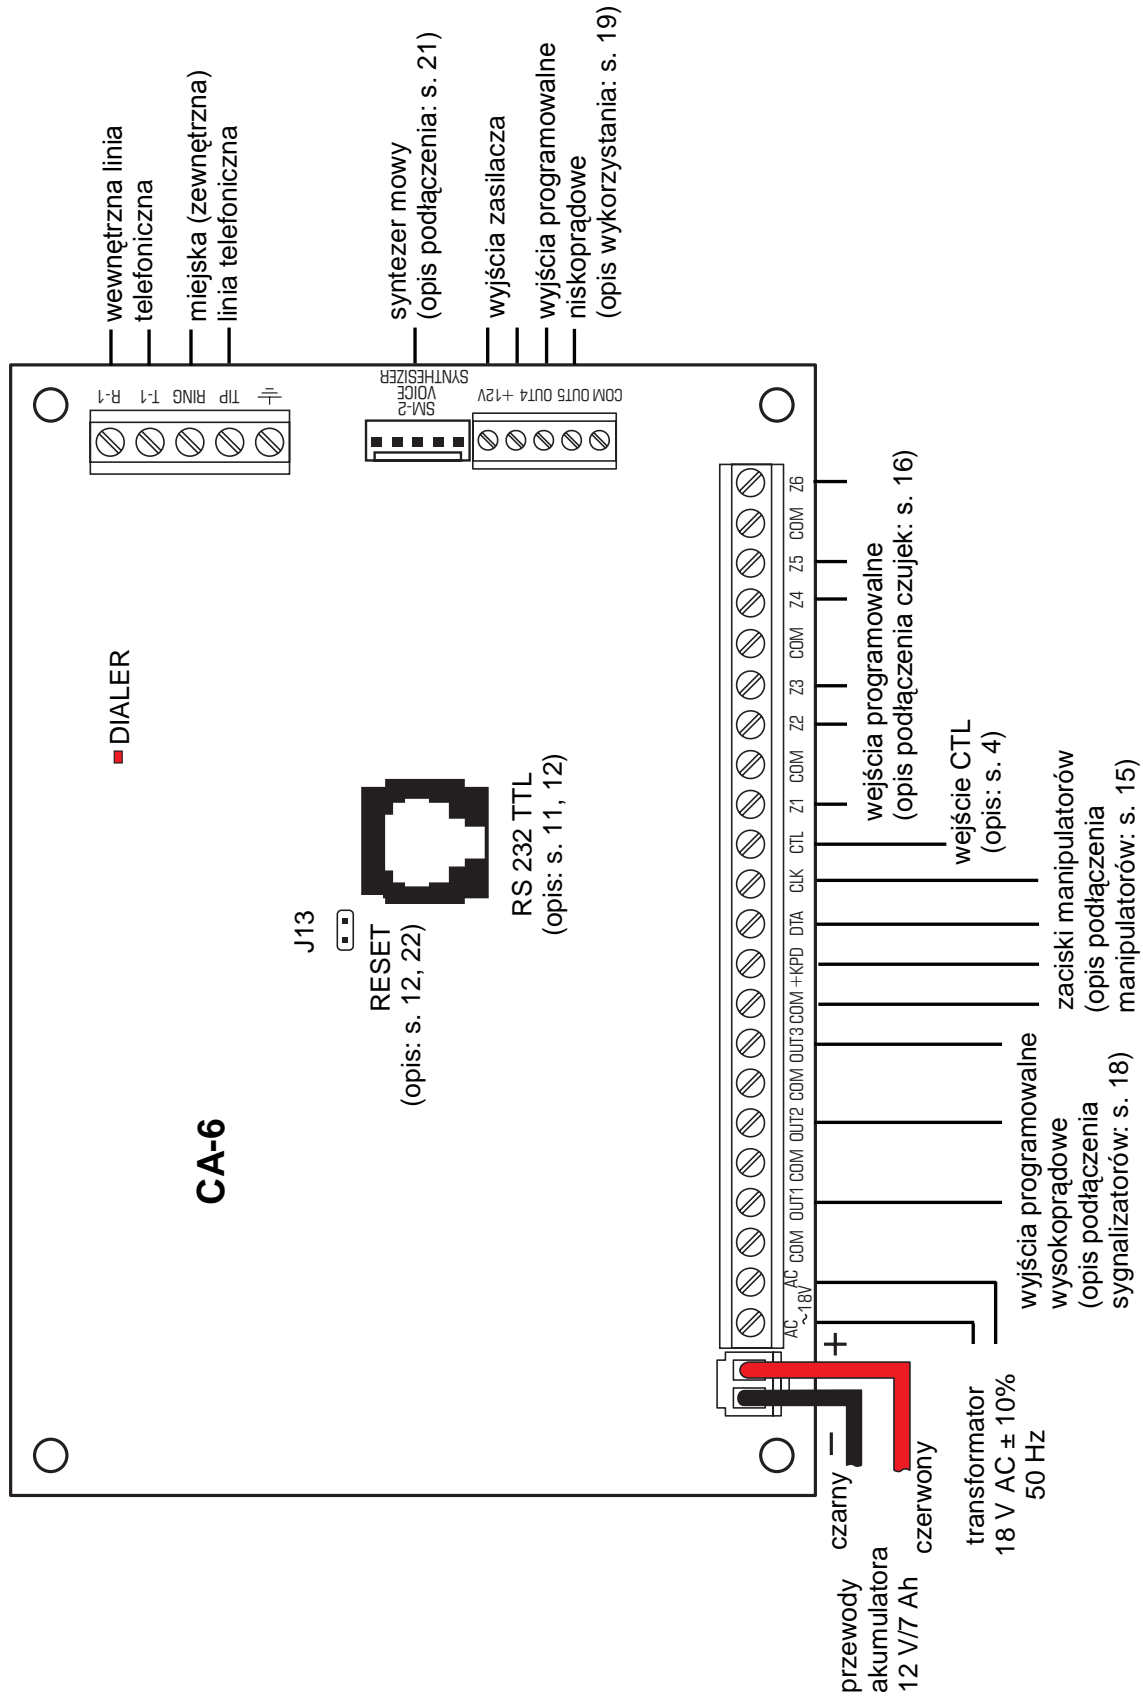 wewnętrzna linia
telefoniczna
miejska (zewnętrzna)
linia telefoniczna
syntezer mowy
(opis podłączenia: s. 21)
wyjścia zasilacza
wyjścia programowalne
niskoprądowe
(opis wykorzystania: s. 19)
R-1
T-1
RING
TIP
SM-2
VOICE
SYNTHESIZER
+12V
OUT4
OUT5
COM
DIALER
J13
RESET
(opis: s. 12, 22)
RS 232 TTL
(opis: s. 11, 12)
CA-6
AC
~18V
AC
COM
OUT1
COM
OUT2
COM
OUT3
COM
+KPD
DTA
CLK
CTL
Z1
COM
Z2
Z3
COM
Z4
Z5
COM
Z6
wejścia programowalne
(opis podłączenia czujek: s. 16)
wejście CTL
(opis: s. 4)
zaciski manipulatorów
(opis podłączenia
manipulatorów: s. 15)
wyjścia programowalne
wysokoprądowe
(opis podłączenia
sygnalizatorów: s. 18)
transformator
18 V AC ± 10%
50 Hz
– +
czarny
czerwony
przewody
akumulatora
12 V/7 Ah